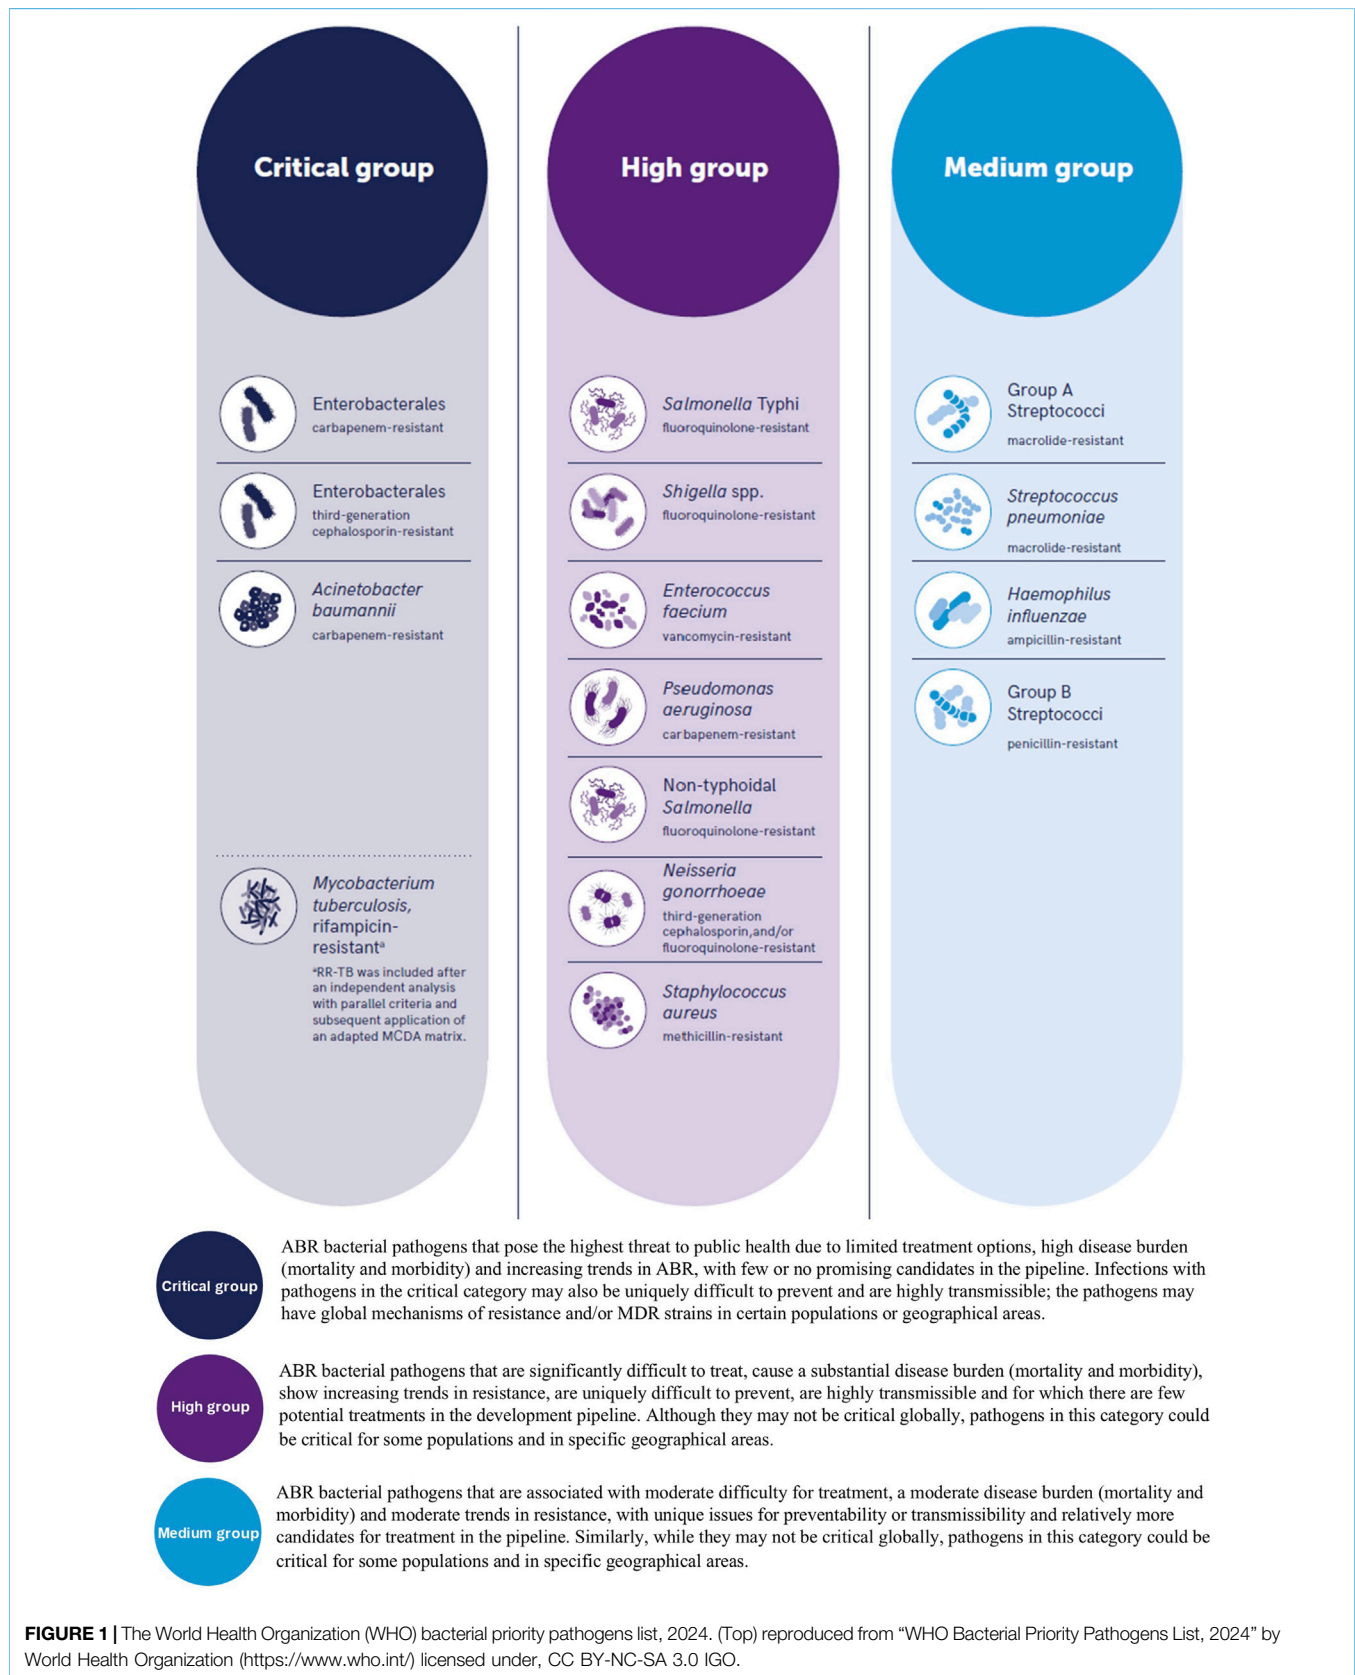 Critical group
Enterobacterales
carbapenem-resistant
Enterobacterales
third-generation
cephalosporin-resistant
Acinetobacter
baumannii
carbapenem-resistant
Mycobacterium
tuberculosis,
rifampicin-
resistantᵃ
ᵃRR-TB was included after
an independent analysis
with parallel criteria and
subsequent application of
an adapted MCDA matrix.
High group
Salmonella Typhi
fluoroquinolone-resistant
Shigella spp.
fluoroquinolone-resistant
Enterococcus
faecium
vancomycin-resistant
Pseudomonas
aeruginosa
carbapenem-resistant
Non-typhoidal
Salmonella
fluoroquinolone-resistant
Neisseria
gonorrhoeae
third-generation
cephalosporin,and/or
fluoroquinolone-resistant
Staphylococcus
aureus
methicillin-resistant
Medium group
Group A
Streptococci
macrolide-resistant
Streptococcus
pneumoniae
macrolide-resistant
Haemophilus
influenzae
ampicillin-resistant
Group B
Streptococci
penicillin-resistant
Critical group
ABR bacterial pathogens that pose the highest threat to public health due to limited treatment options, high disease burden
(mortality and morbidity) and increasing trends in ABR, with few or no promising candidates in the pipeline. Infections with
pathogens in the critical category may also be uniquely difficult to prevent and are highly transmissible; the pathogens may
have global mechanisms of resistance and/or MDR strains in certain populations or geographical areas.
High group
ABR bacterial pathogens that are significantly difficult to treat, cause a substantial disease burden (mortality and morbidity),
show increasing trends in resistance, are uniquely difficult to prevent, are highly transmissible and for which there are few
potential treatments in the development pipeline. Although they may not be critical globally, pathogens in this category could
be critical for some populations and in specific geographical areas.
Medium group
ABR bacterial pathogens that are associated with moderate difficulty for treatment, a moderate disease burden (mortality and
morbidity) and moderate trends in resistance, with unique issues for preventability or transmissibility and relatively more
candidates for treatment in the pipeline. Similarly, while they may not be critical globally, pathogens in this category could be
critical for some populations and in specific geographical areas.
FIGURE 1 | The World Health Organization (WHO) bacterial priority pathogens list, 2024. (Top) reproduced from “WHO Bacterial Priority Pathogens List, 2024” by
World Health Organization (https://www.who.int/) licensed under, CC BY-NC-SA 3.0 IGO.